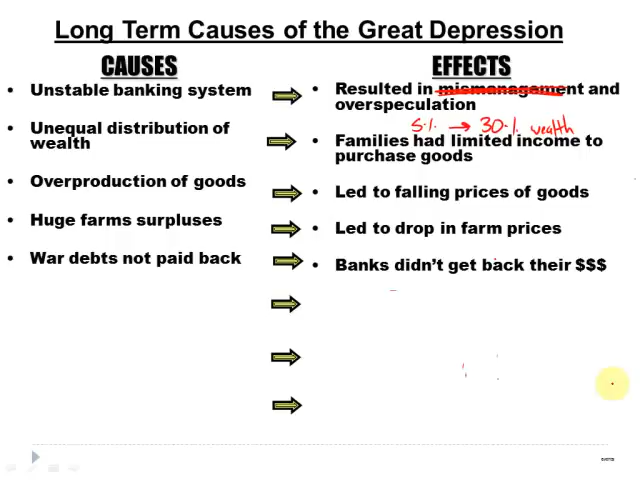 Long Term Causes of the Great Depression
CAUSES
• Unstable banking system
• Unequal distribution of
wealth
• Overproduction of goods
• Huge farms surpluses
• War debts not paid back
EFFECTS
• Resulted in mismanagement and
overspeculation
5% → 30% wealth
• Families had limited income to
purchase goods
• Led to falling prices of goods
• Led to drop in farm prices
• Banks didn't get back their $$$